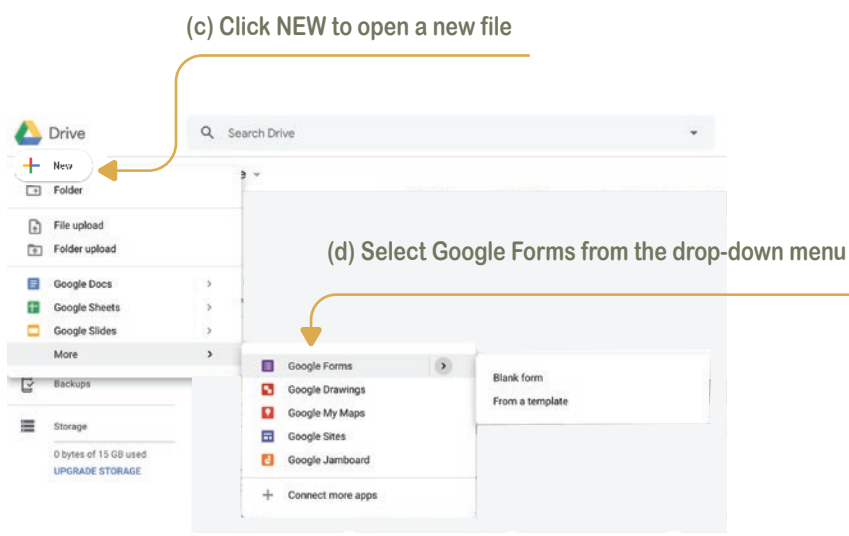 (c) Click NEW to open a new file
Drive
Search Drive
New
e
Folder
File upload
Folder upload
(d) Select Google Forms from the drop-down menu
Google Docs
Google Sheets
Google Slides
More
Google Forms
Blank form
Backups
Google Drawings
From a template
Google My Maps
Storage
Google Sites
0 bytes of 15 GB used
Google Jamboard
UPGRADE STORAGE
Connect more apps